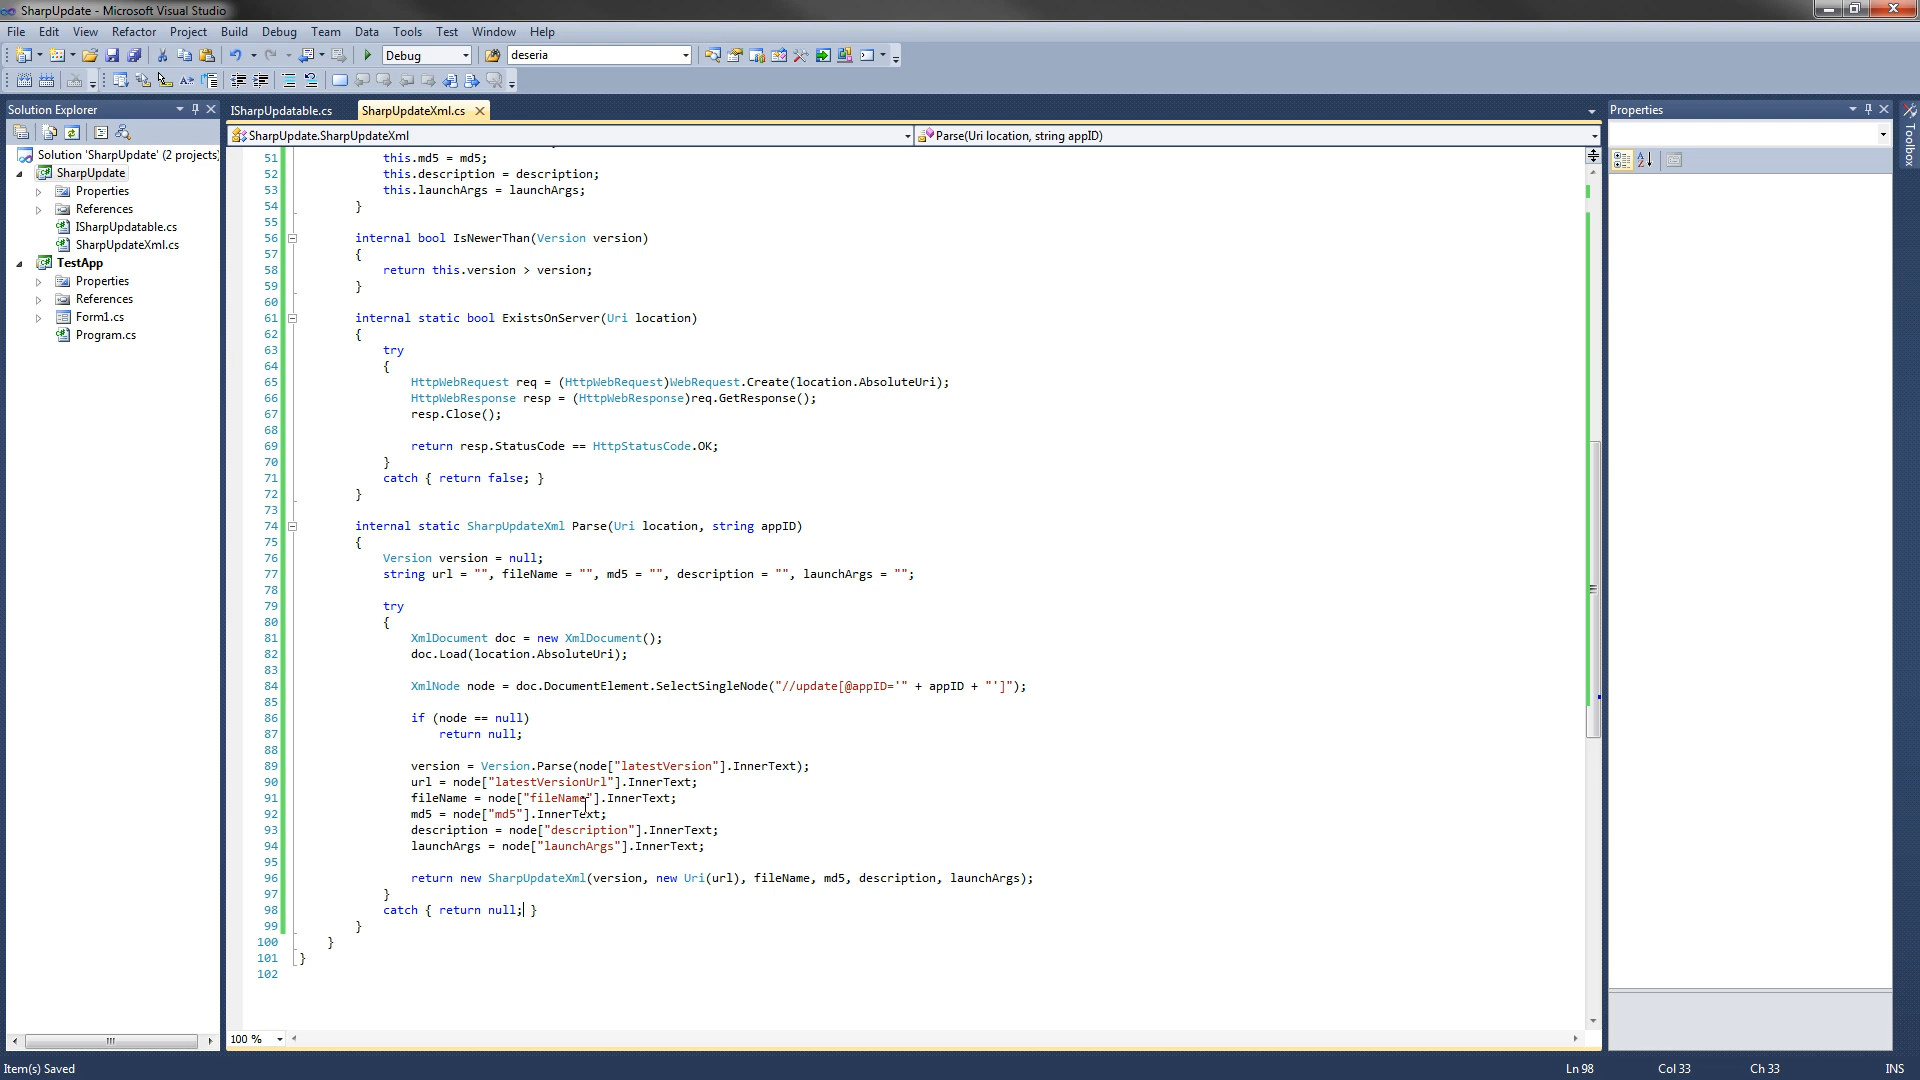 SharpUpdate - Microsoft Visual Studio
File Edit View Refactor Project Build Debug Team Data Tools Test Window Help
Debug deseria
Solution Explorer
Solution 'SharpUpdate' (2 projects)
SharpUpdate
Properties
References
ISharpUpdatable.cs
SharpUpdateXml.cs
TestApp
Properties
References
Form1.cs
Program.cs
ISharpUpdatable.cs SharpUpdateXml.cs
SharpUpdate.SharpUpdateXml Parse(Uri location, string appID)
51 this.md5 = md5;
52 this.description = description;
53 this.launchArgs = launchArgs;
54 }
55
56 internal bool IsNewerThan(Version version)
57 {
58 return this.version > version;
59 }
60
61 internal static bool ExistsOnServer(Uri location)
62 {
63 try
64 {
65 HttpWebRequest req = (HttpWebRequest)WebRequest.Create(location.AbsoluteUri);
66 HttpWebResponse resp = (HttpWebResponse)req.GetResponse();
67 resp.Close();
68
69 return resp.StatusCode == HttpStatusCode.OK;
70 }
71 catch { return false; }
72 }
73
74 internal static SharpUpdateXml Parse(Uri location, string appID)
75 {
76 Version version = null;
77 string url = "", fileName = "", md5 = "", description = "", launchArgs = "";
78
79 try
80 {
81 XmlDocument doc = new XmlDocument();
82 doc.Load(location.AbsoluteUri);
83
84 XmlNode node = doc.DocumentElement.SelectSingleNode("//update[@appID='" + appID + "']");
85
86 if (node == null)
87 return null;
88
89 version = Version.Parse(node["latestVersion"].InnerText);
90 url = node["latestVersionUrl"].InnerText;
91 fileName = node["fileName"].InnerText;
92 md5 = node["md5"].InnerText;
93 description = node["description"].InnerText;
94 launchArgs = node["launchArgs"].InnerText;
95
96 return new SharpUpdateXml(version, new Uri(url), fileName, md5, description, launchArgs);
97 }
98 catch { return null; }
99 }
100 }
101 }
102
100 %
Properties
Toolbox
Item(s) Saved Ln 98 Col 33 Ch 33 INS